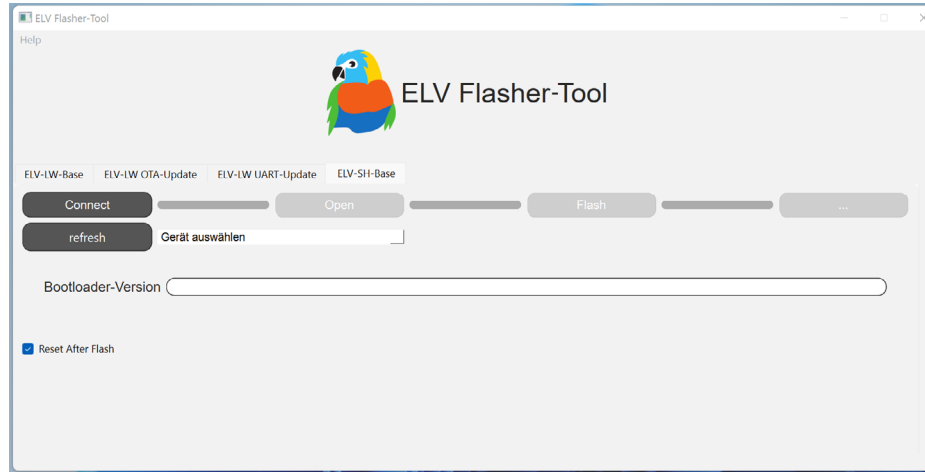 ELV Flasher-Tool
Help
ELV Flasher-Tool
ELV-LW-Base ELV-LW OTA-Update ELV-LW UART-Update ELV-SH-Base
Connect Open Flash ...
refresh Gerät auswählen
Bootloader-Version
Reset After Flash